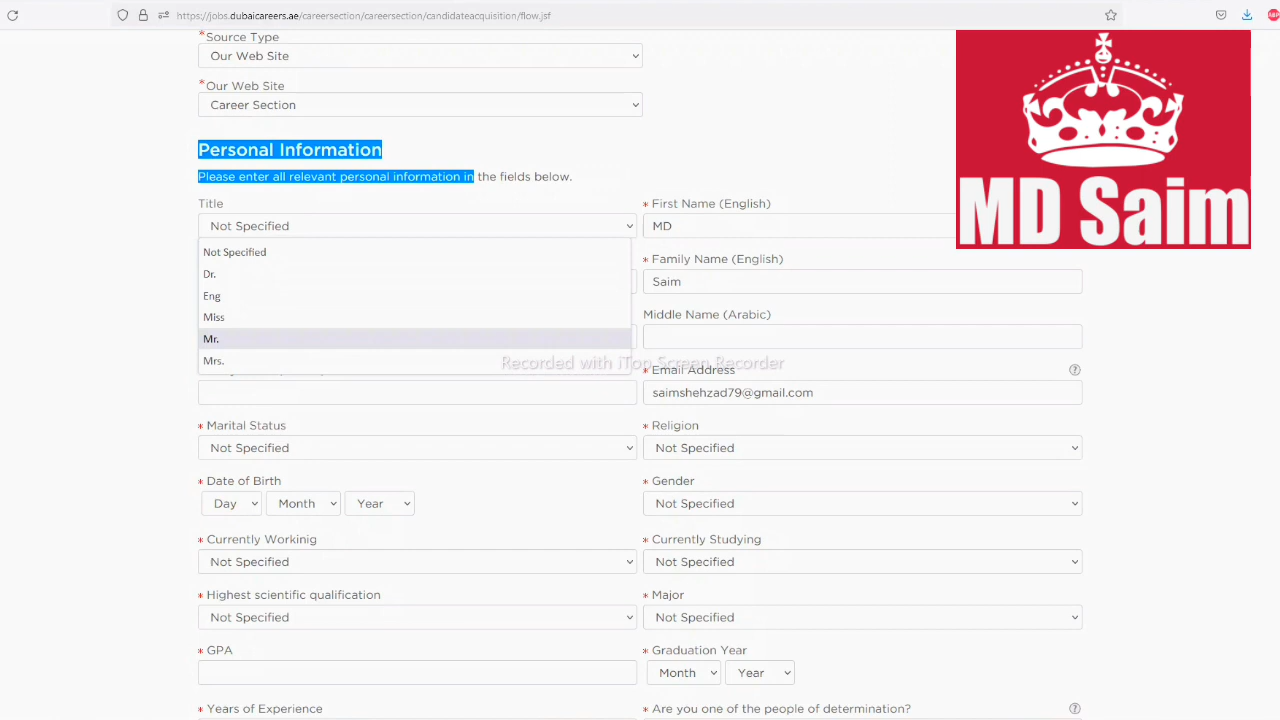 https://jobs.dubaicareers.ae/careersection/careersection/candidateacquisition/flow.jsf
ABP
*Source Type
Our Web Site
*Our Web Site
Career Section
MD Saim
Personal Information
Please enter all relevant personal information in the fields below.
Title
* First Name (English)
Not Specified
MD
Not Specified
Dr.
Eng
Miss
Mr.
Mrs.
* Family Name (English)
Saim
Middle Name (Arabic)
Recorded with iTop Screen Recorder
* Email Address
saimshehzad79@gmail.com
* Marital Status
* Religion
Not Specified
Not Specified
* Date of Birth
* Gender
Day
Month
Year
Not Specified
* Currently Workinig
* Currently Studying
Not Specified
Not Specified
* Highest scientific qualification
* Major
Not Specified
Not Specified
* GPA
* Graduation Year
Month
Year
* Years of Experience
* Are you one of the people of determination?